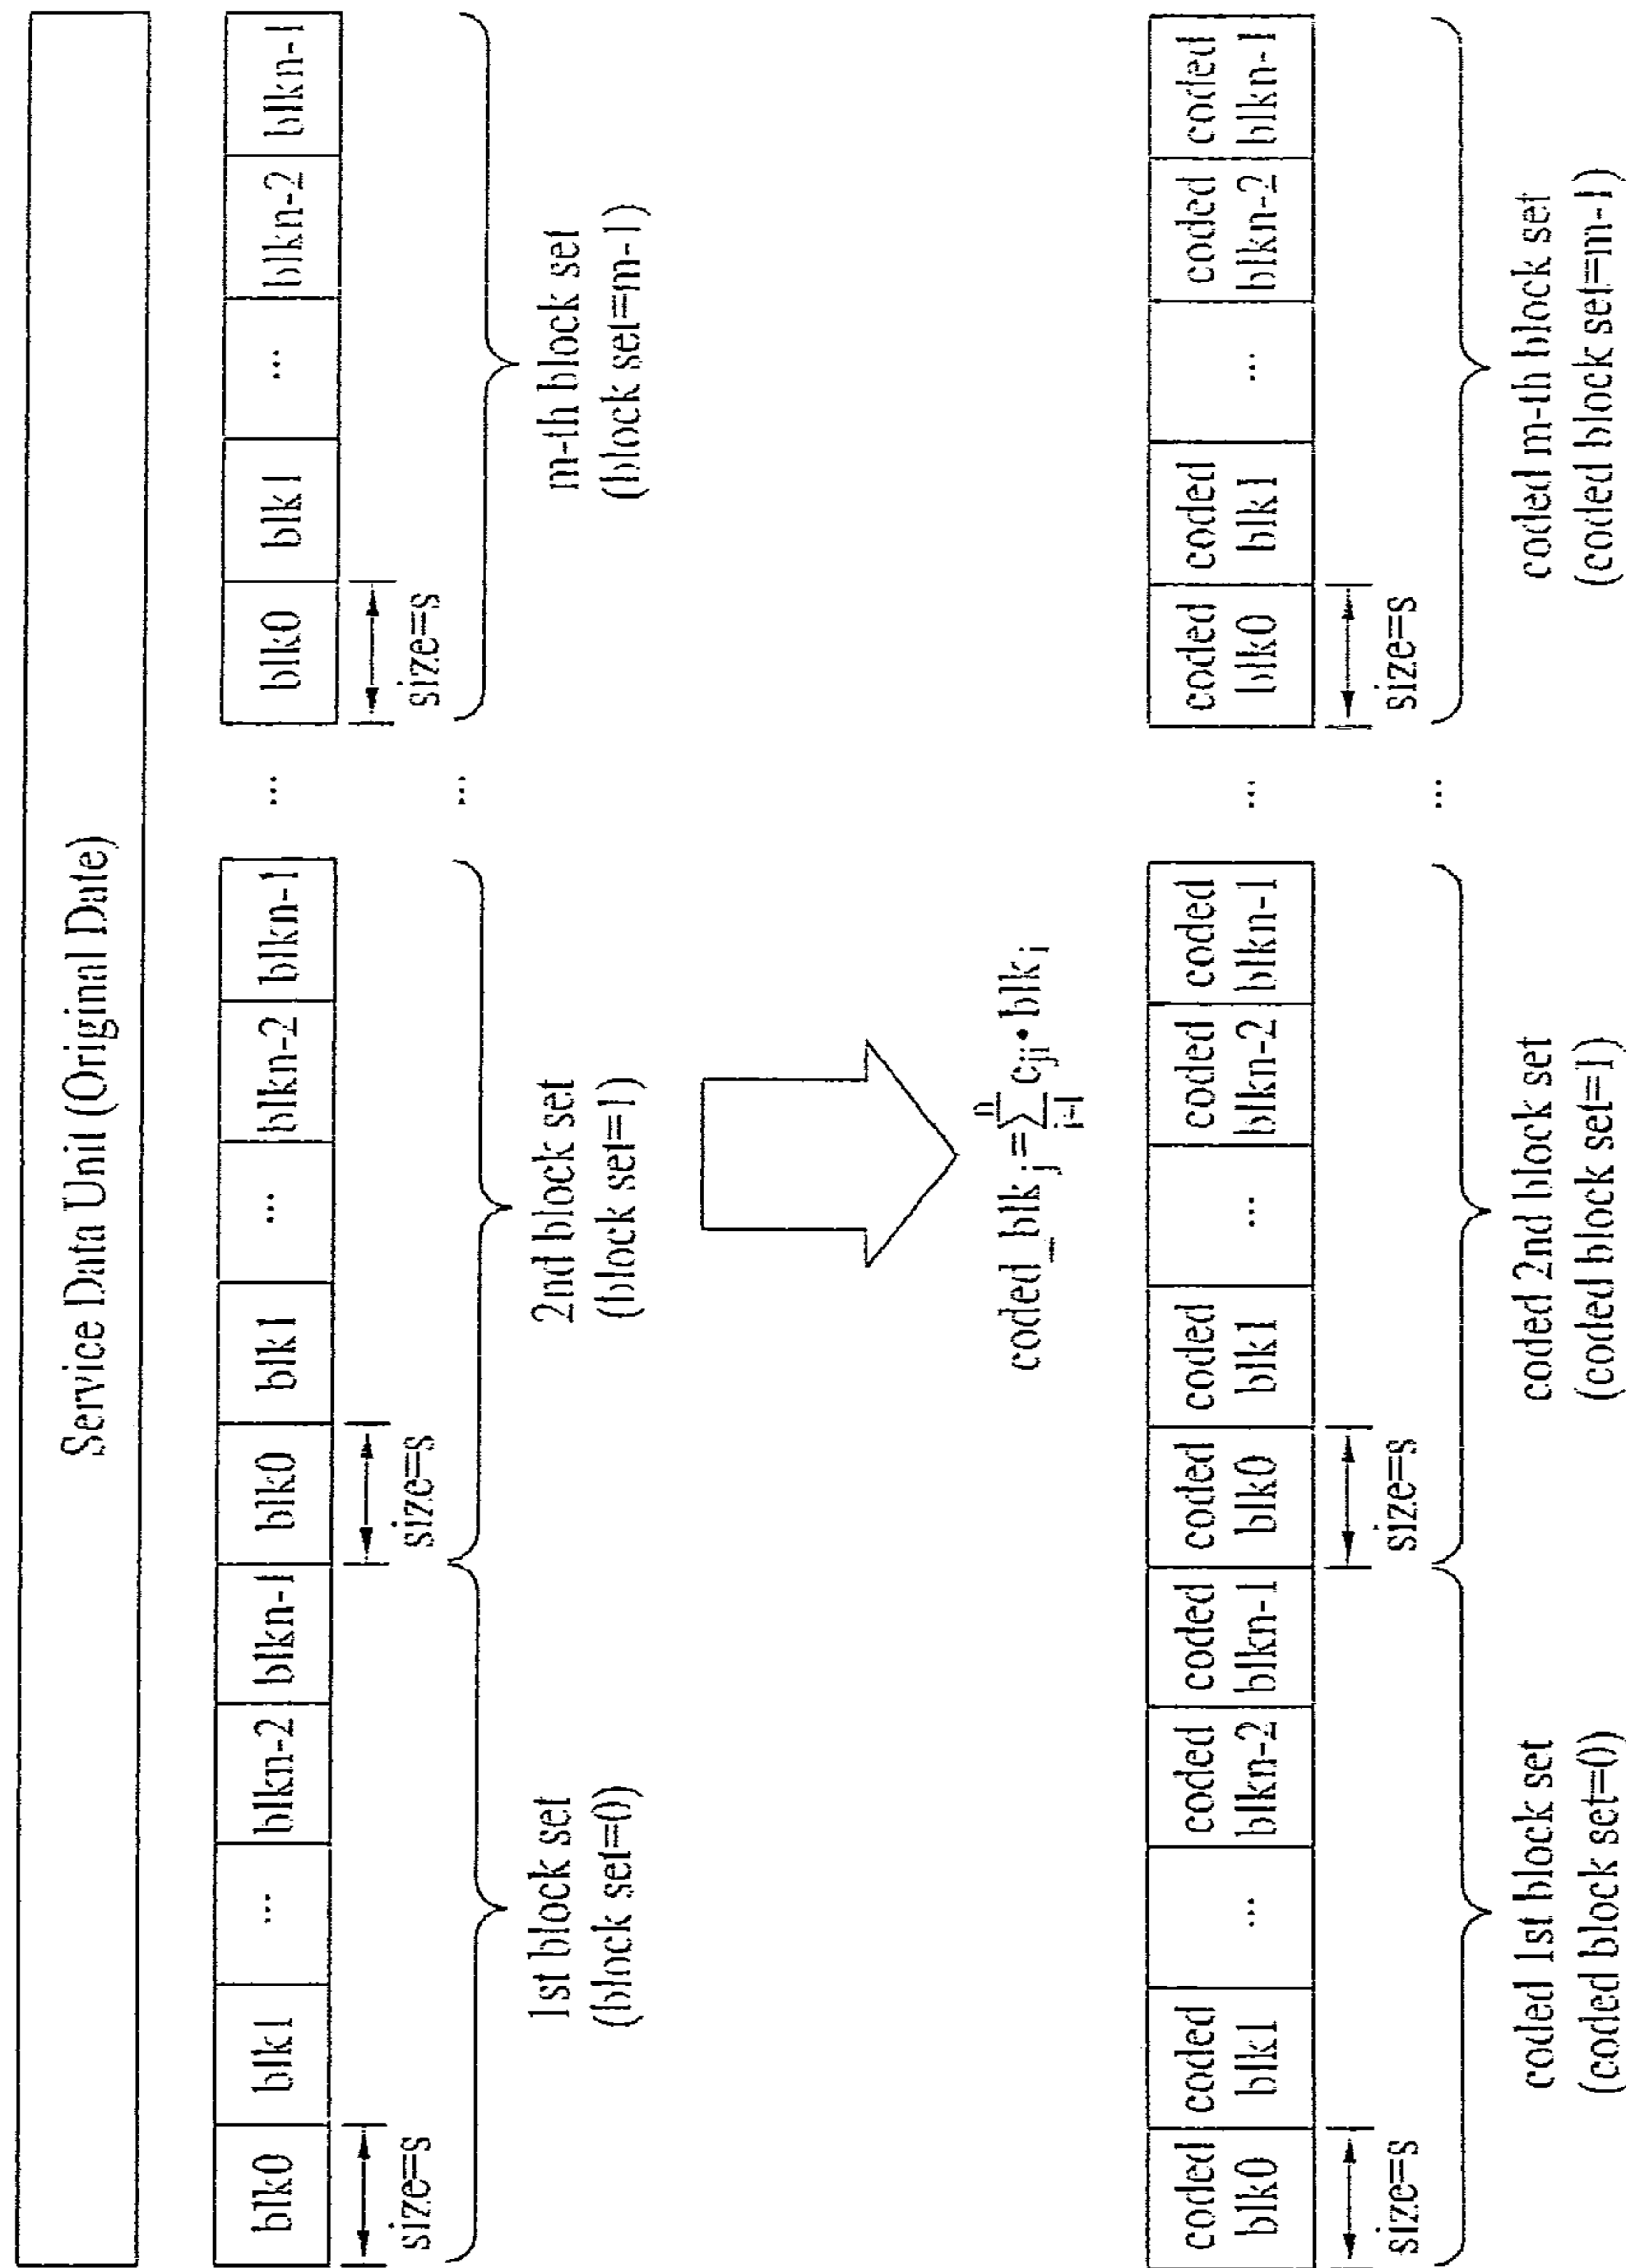 Service Data Unit (Original Date)
blk0 blk1 ... blkn-2 blkn-1 blk0 blk1 ... blkn-2 blkn-1 ... blk0 blk1 ... blkn-2 blkn-1
size=s size=s size=s
...
1st block set
(block set=0)
2nd block set
(block set=1)
m-th block set
(block set=m-1)
coded_blk j = n ∑ i=1 cji • blk i
coded blk0 coded blk1 ... coded blkn-2 coded blkn-1 coded blk0 coded blk1 ... coded blkn-2 coded blkn-1 ... coded blk0 coded blk1 ... coded blkn-2 coded blkn-1
size=s size=s size=s
...
coded 1st block set
(coded block set=0)
coded 2nd block set
(coded block set=1)
coded m-th block set
(coded block set=m-1)